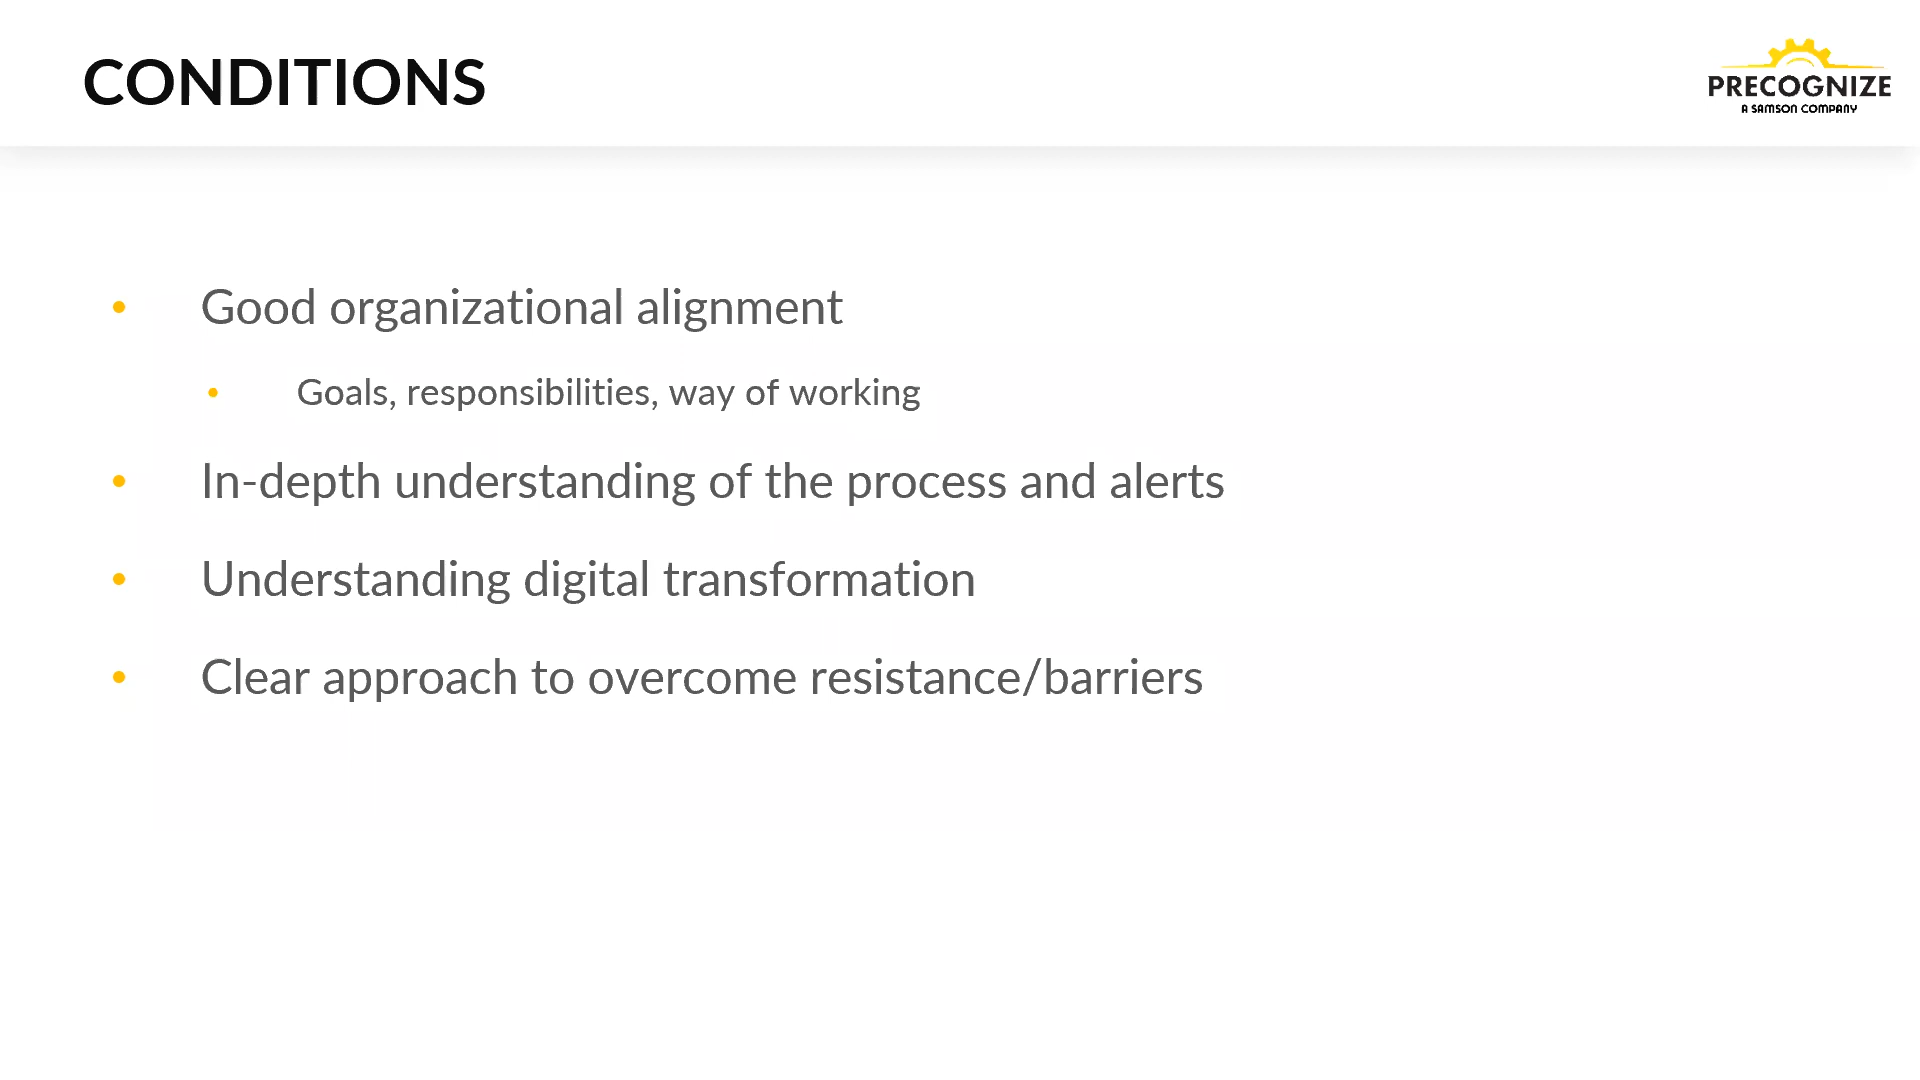 CONDITIONS
PRECOGNIZE
A SAMSON COMPANY
• Good organizational alignment
• Goals, responsibilities, way of working
• In-depth understanding of the process and alerts
• Understanding digital transformation
• Clear approach to overcome resistance/barriers